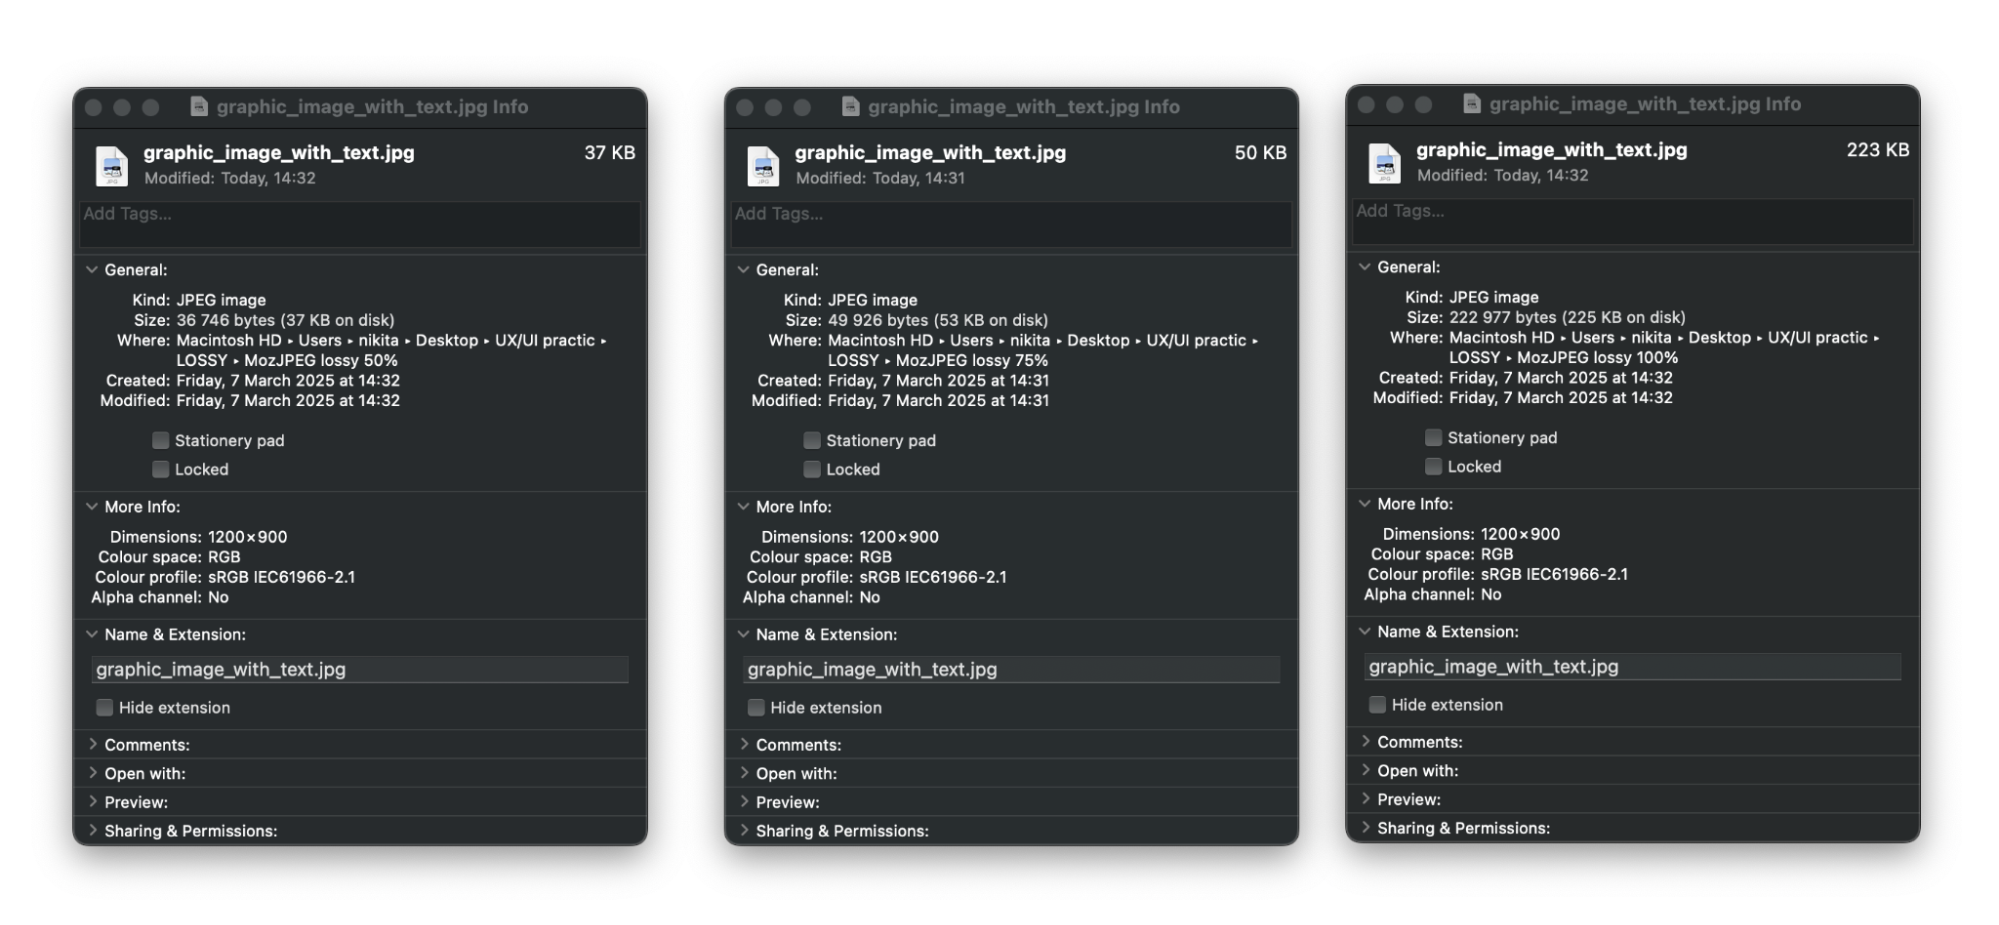 graphic_image_with_text.jpg Info
graphic_image_with_text.jpg 37 KB
Modified: Today, 14:32
Add Tags...
General:
Kind: JPEG image
Size: 36 746 bytes (37 KB on disk)
Where: Macintosh HD ▸ Users ▸ nikita ▸ Desktop ▸ UX/UI practic ▸
LOSSY ▸ MozJPEG lossy 50%
Created: Friday, 7 March 2025 at 14:32
Modified: Friday, 7 March 2025 at 14:32
Stationery pad
Locked
More Info:
Dimensions: 1200×900
Colour space: RGB
Colour profile: sRGB IEC61966-2.1
Alpha channel: No
Name & Extension:
graphic_image_with_text.jpg
Hide extension
Comments:
Open with:
Preview:
Sharing & Permissions:
graphic_image_with_text.jpg Info
graphic_image_with_text.jpg 50 KB
Modified: Today, 14:31
Add Tags...
General:
Kind: JPEG image
Size: 49 926 bytes (53 KB on disk)
Where: Macintosh HD ▸ Users ▸ nikita ▸ Desktop ▸ UX/UI practic ▸
LOSSY ▸ MozJPEG lossy 75%
Created: Friday, 7 March 2025 at 14:31
Modified: Friday, 7 March 2025 at 14:31
Stationery pad
Locked
More Info:
Dimensions: 1200×900
Colour space: RGB
Colour profile: sRGB IEC61966-2.1
Alpha channel: No
Name & Extension:
graphic_image_with_text.jpg
Hide extension
Comments:
Open with:
Preview:
Sharing & Permissions:
graphic_image_with_text.jpg Info
graphic_image_with_text.jpg 223 KB
Modified: Today, 14:32
Add Tags...
General:
Kind: JPEG image
Size: 222 977 bytes (225 KB on disk)
Where: Macintosh HD ▸ Users ▸ nikita ▸ Desktop ▸ UX/UI practic ▸
LOSSY ▸ MozJPEG lossy 100%
Created: Friday, 7 March 2025 at 14:32
Modified: Friday, 7 March 2025 at 14:32
Stationery pad
Locked
More Info:
Dimensions: 1200×900
Colour space: RGB
Colour profile: sRGB IEC61966-2.1
Alpha channel: No
Name & Extension:
graphic_image_with_text.jpg
Hide extension
Comments:
Open with:
Preview:
Sharing & Permissions: